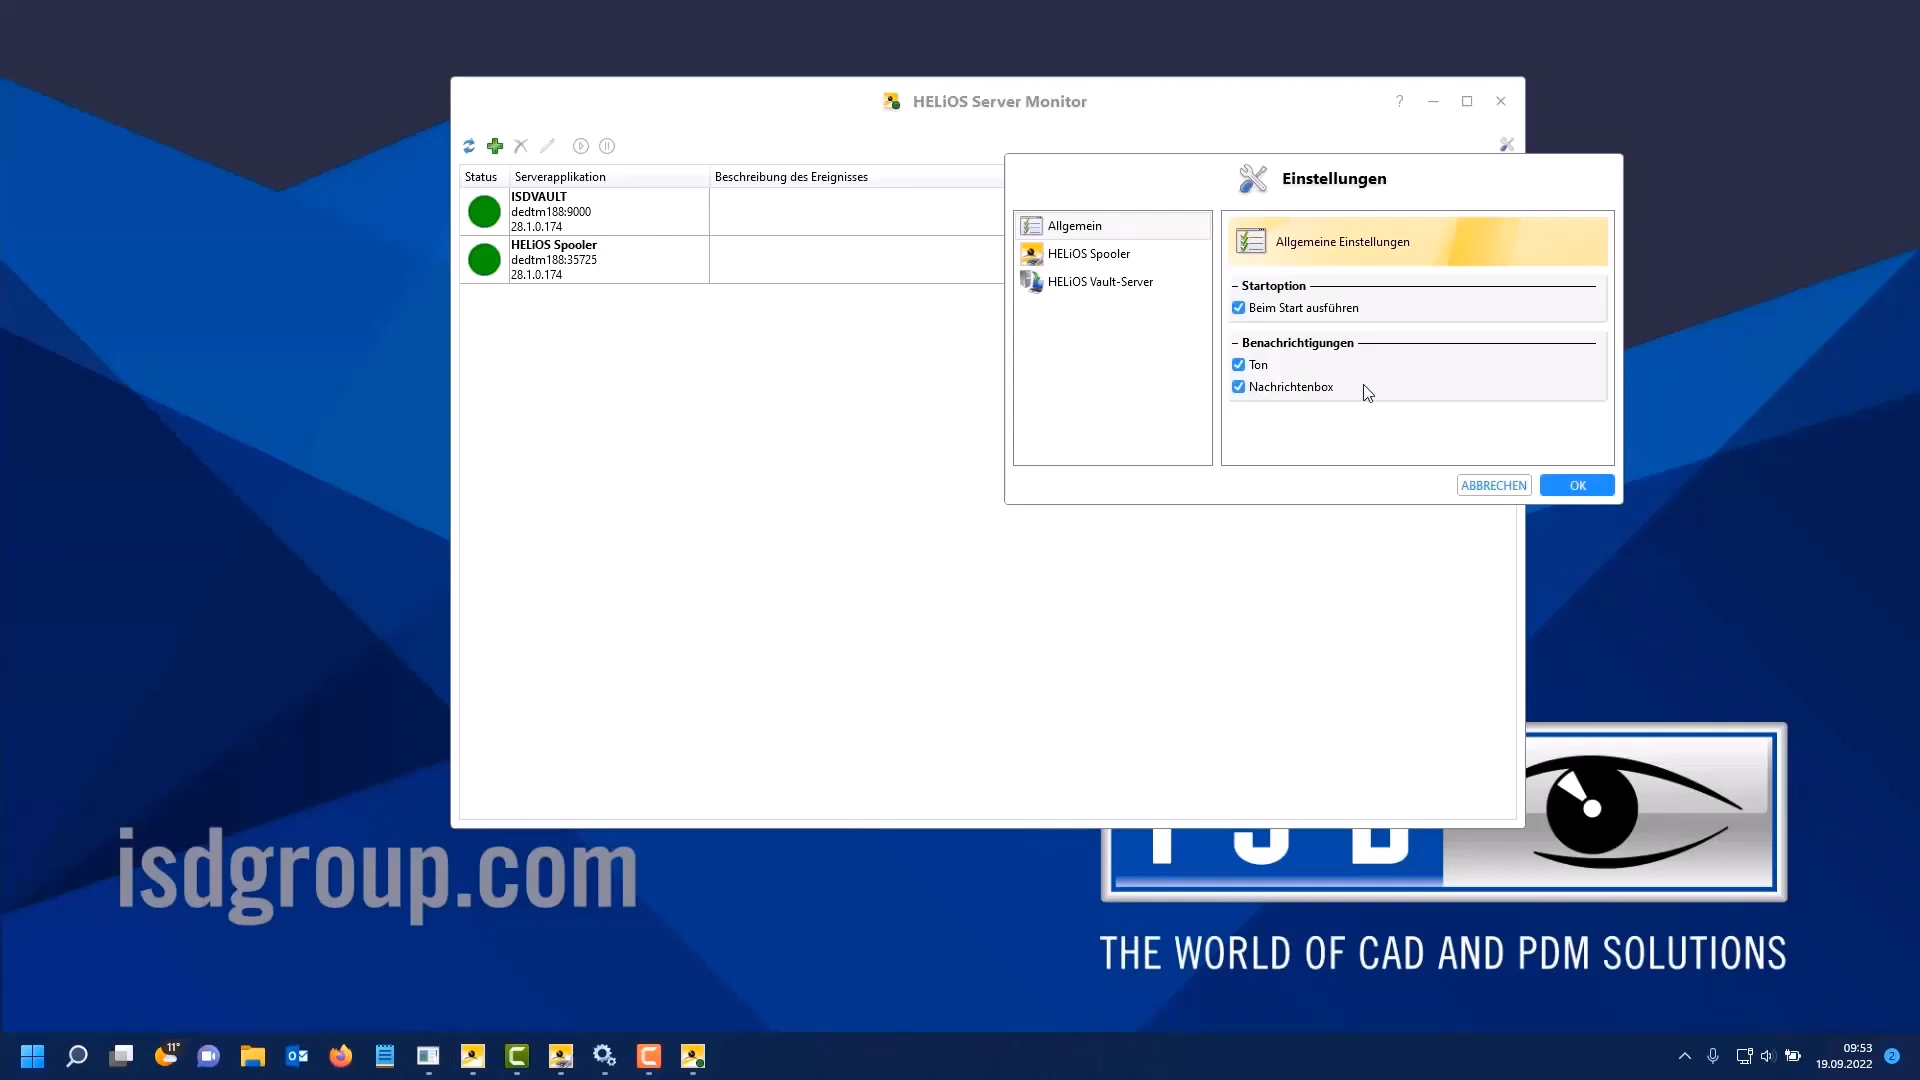 HELiOS Server Monitor
?
Status
Serverapplikation
Beschreibung des Ereignisses
ISDVAULT
dedtm188:9000
28.1.0.174
HELiOS Spooler
dedtm188:35725
28.1.0.174
Einstellungen
Allgemein
HELiOS Spooler
HELiOS Vault-Server
Allgemeine Einstellungen
Startoption
Beim Start ausführen
Benachrichtigungen
Ton
Nachrichtenbox
ABBRECHEN
OK
isdgroup.com
THE WORLD OF CAD AND PDM SOLUTIONS
11°
09:53
19.09.2022
2